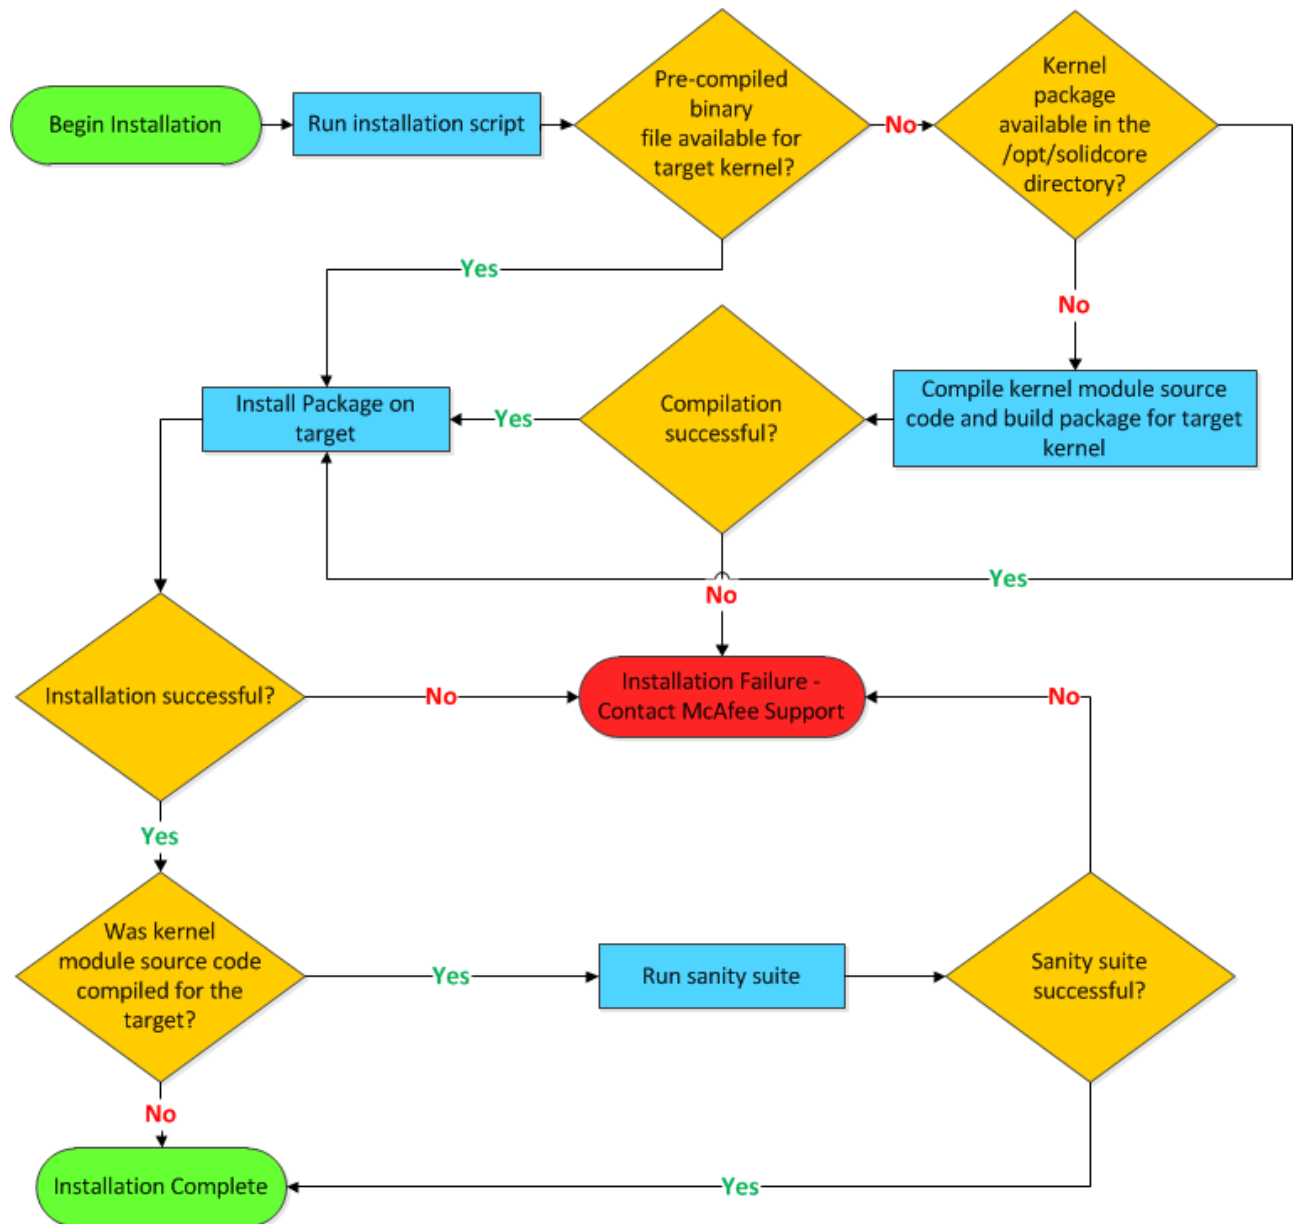 Begin Installation
Run installation script
Pre-compiled
binary
file available for
target kernel?
No
Kernel
package
available in the
/opt/solidcore
directory?
Yes
No
Install Package on
target
Yes
Compilation
successful?
Compile kernel module source
code and build package for target
kernel
No
Yes
Installation successful?
No
Installation Failure -
Contact McAfee Support
No
Yes
Was kernel
module source code
compiled for the
target?
Yes
Run sanity suite
Sanity suite
successful?
No
Installation Complete
Yes